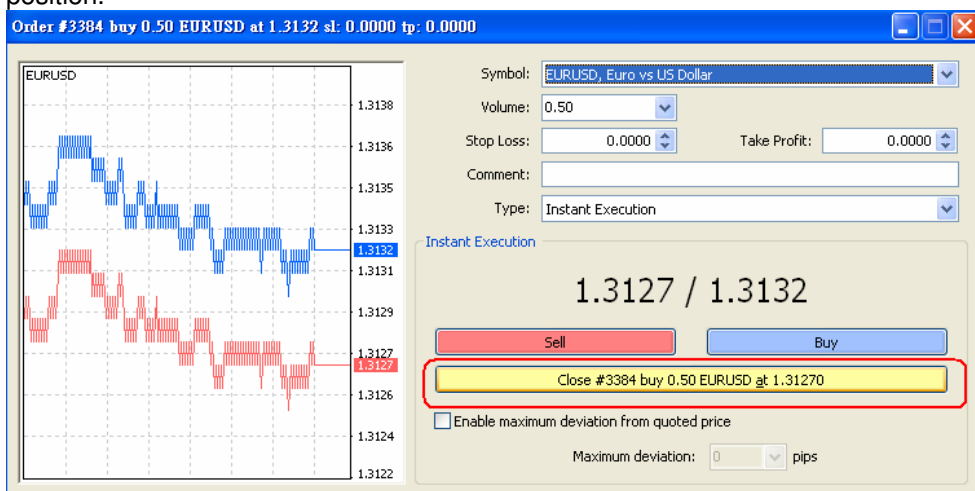 position.
Order #3384 buy 0.50 EURUSD at 1.3132 sl: 0.0000 tp: 0.0000
EURUSD
1.3138
1.3136
1.3135
1.3133
1.3132
1.3131
1.3129
1.3127
1.3127
1.3126
1.3124
1.3122
Symbol: EURUSD, Euro vs US Dollar
Volume: 0.50
Stop Loss: 0.0000 Take Profit: 0.0000
Comment:
Type: Instant Execution
Instant Execution
1.3127 / 1.3132
Sell Buy
Close #3384 buy 0.50 EURUSD at 1.31270
Enable maximum deviation from quoted price
Maximum deviation: 0 pips